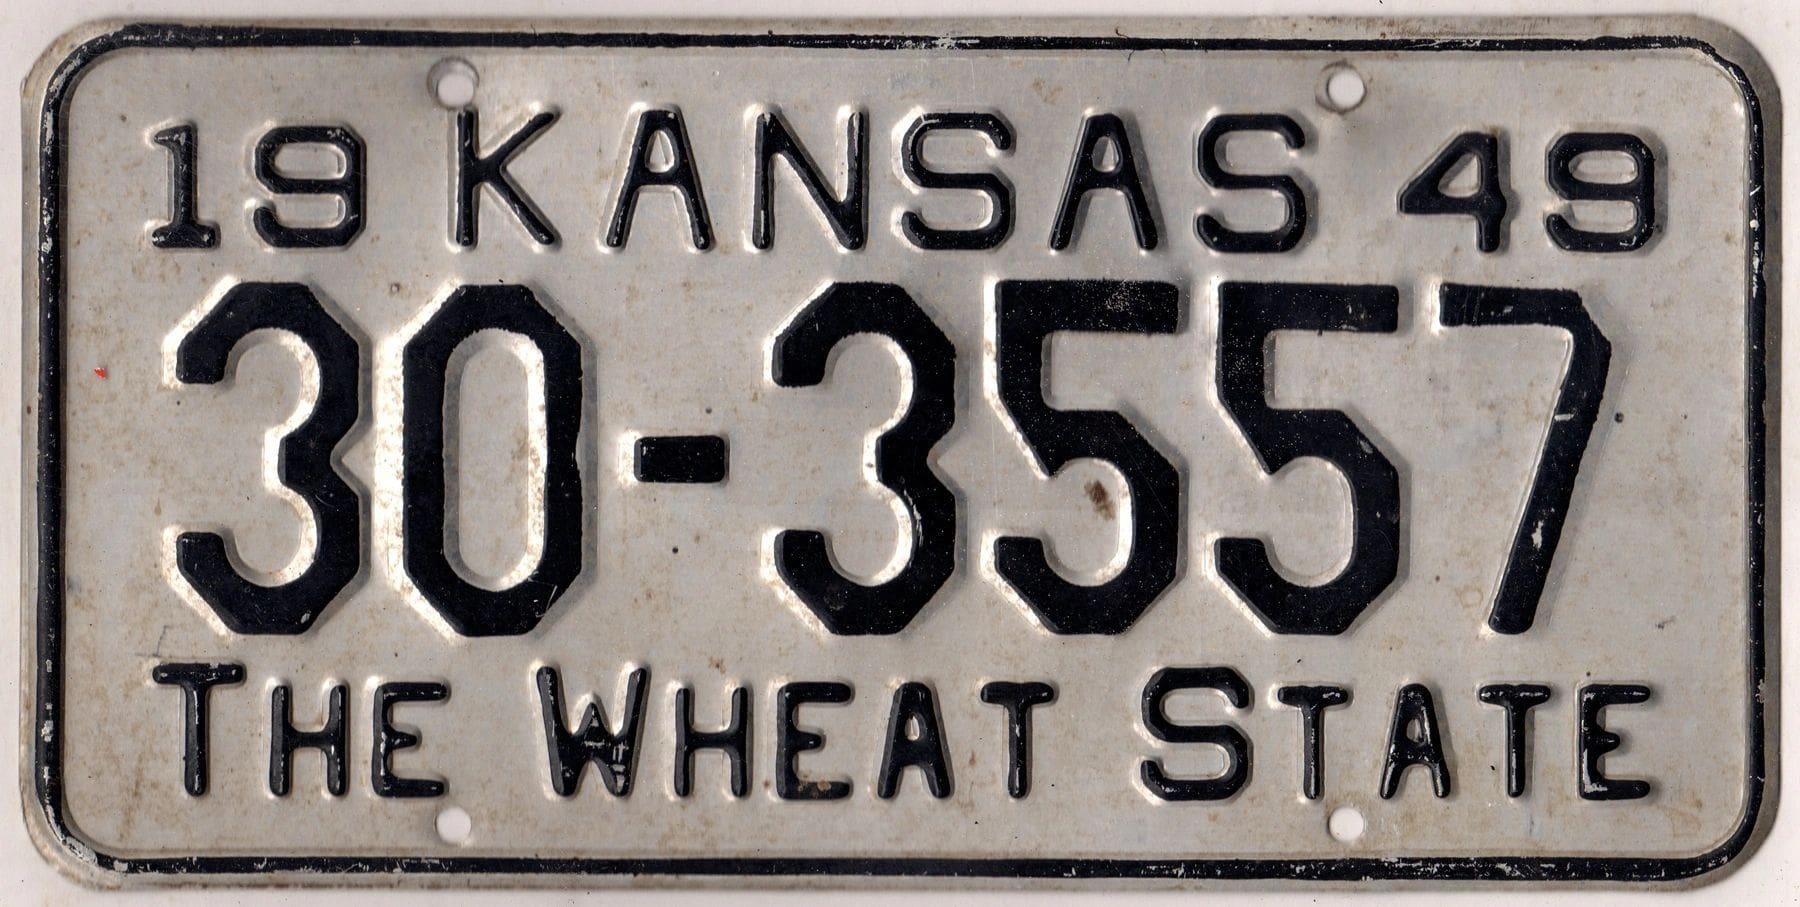 19 KANSAS 49
30-3557
THE WHEAT STATE